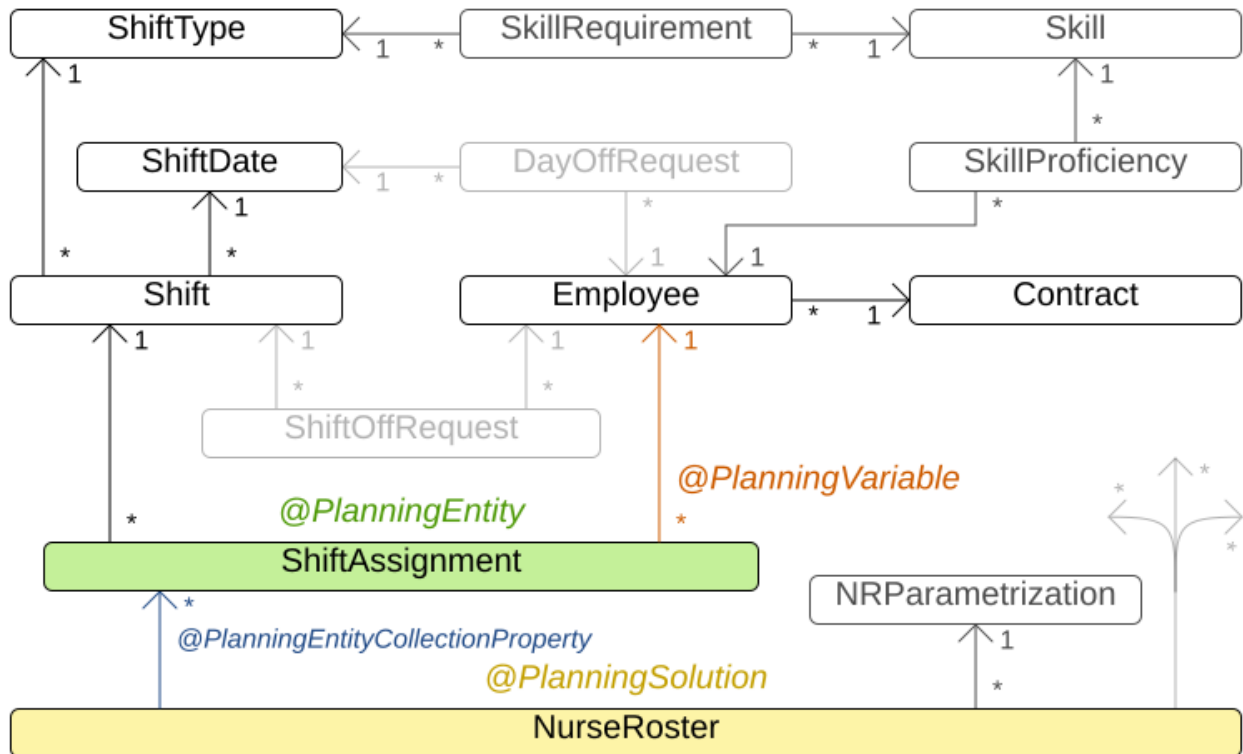 ShiftType
1
*
SkillRequirement
*
1
Skill
1
1
*
ShiftDate
1
*
DayOffRequest
SkillProficiency
1
*
*
*
*
1
1
Shift
Employee
*
1
Contract
1
1
1
1
*
*
ShiftOffRequest
@PlanningVariable
*
*
@PlanningEntity
*
*
*
ShiftAssignment
*
NRParametrization
@PlanningEntityCollectionProperty
1
@PlanningSolution
*
NurseRoster